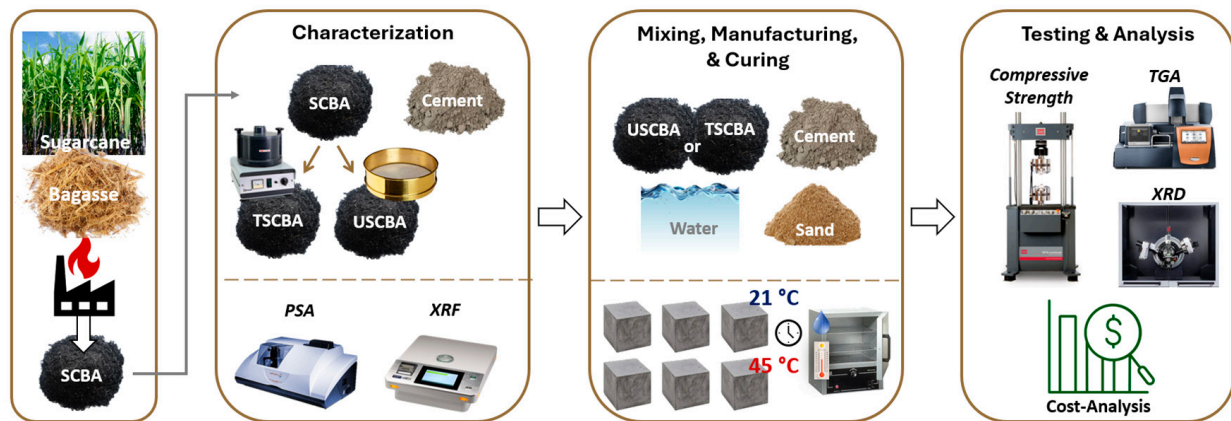 Sugarcane
Bagasse
SCBA
Characterization
SCBA
Cement
TSCBA
USCBA
PSA
XRF
Mixing, Manufacturing,
& Curing
USCBA TSCBA
or
Cement
Water
Sand
21 °C
45 °C
Testing & Analysis
Compressive
Strength
TGA
XRD
$
Cost-Analysis